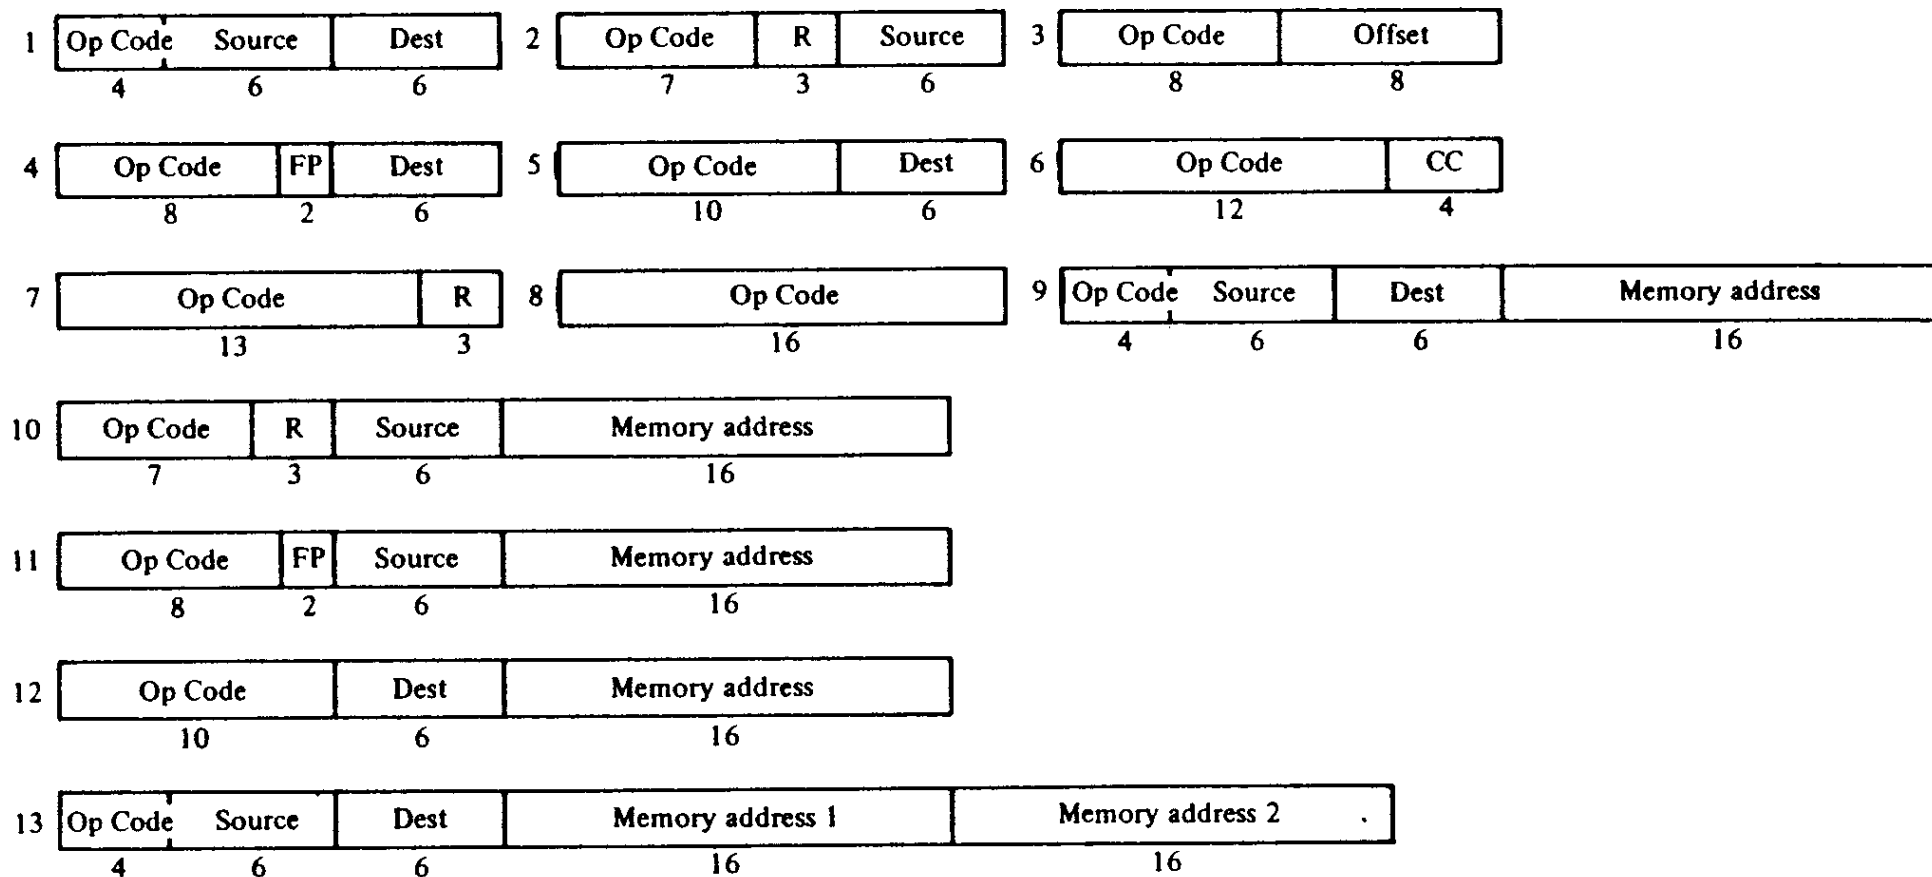 1 Op Code Source Dest 2 Op Code R Source 3 Op Code Offset
4 6 6 7 3 6 8 8
4 Op Code FP Dest 5 Op Code Dest 6 Op Code CC
8 2 6 10 6 12 4
7 Op Code R 8 Op Code 9 Op Code Source Dest Memory address
13 3 16 4 6 6 16
10 Op Code R Source Memory address
7 3 6 16
11 Op Code FP Source Memory address
8 2 6 16
12 Op Code Dest Memory address
10 6 16
13 Op Code Source Dest Memory address 1 Memory address 2
4 6 6 16 16